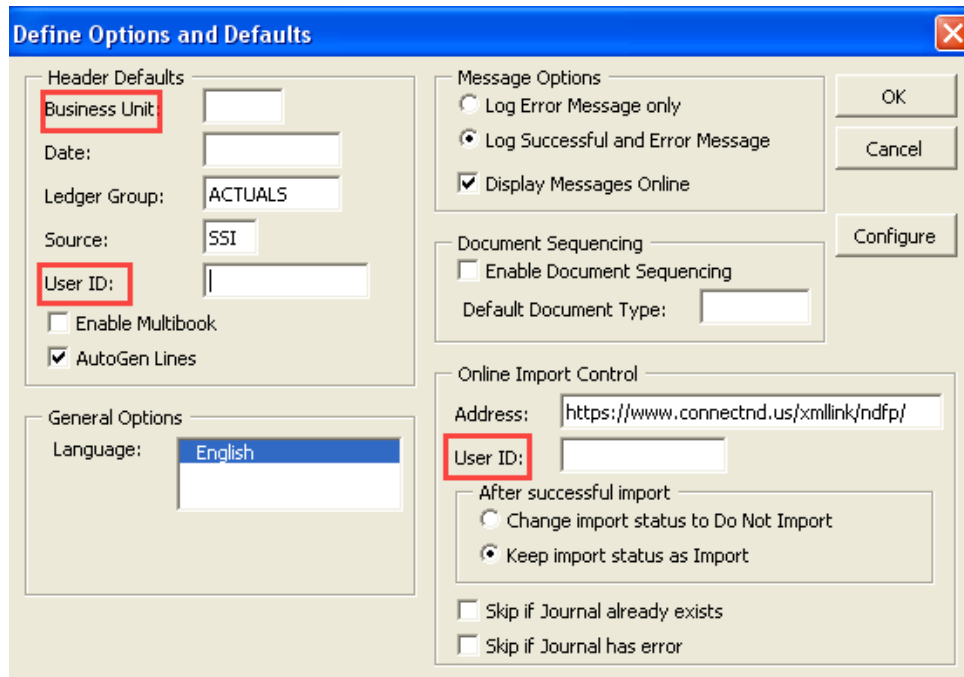 Define Options and Defaults
Header Defaults
Business Unit:
Date:
Ledger Group: ACTUALS
Source: SSI
User ID:
Enable Multibook
AutoGen Lines
General Options
Language: English
Message Options
Log Error Message only
Log Successful and Error Message
Display Messages Online
Document Sequencing
Enable Document Sequencing
Default Document Type:
Online Import Control
Address: https://www.connectnd.us/xmllink/ndfp/
User ID:
After successful import
Change import status to Do Not Import
Keep import status as Import
Skip if Journal already exists
Skip if Journal has error
OK
Cancel
Configure